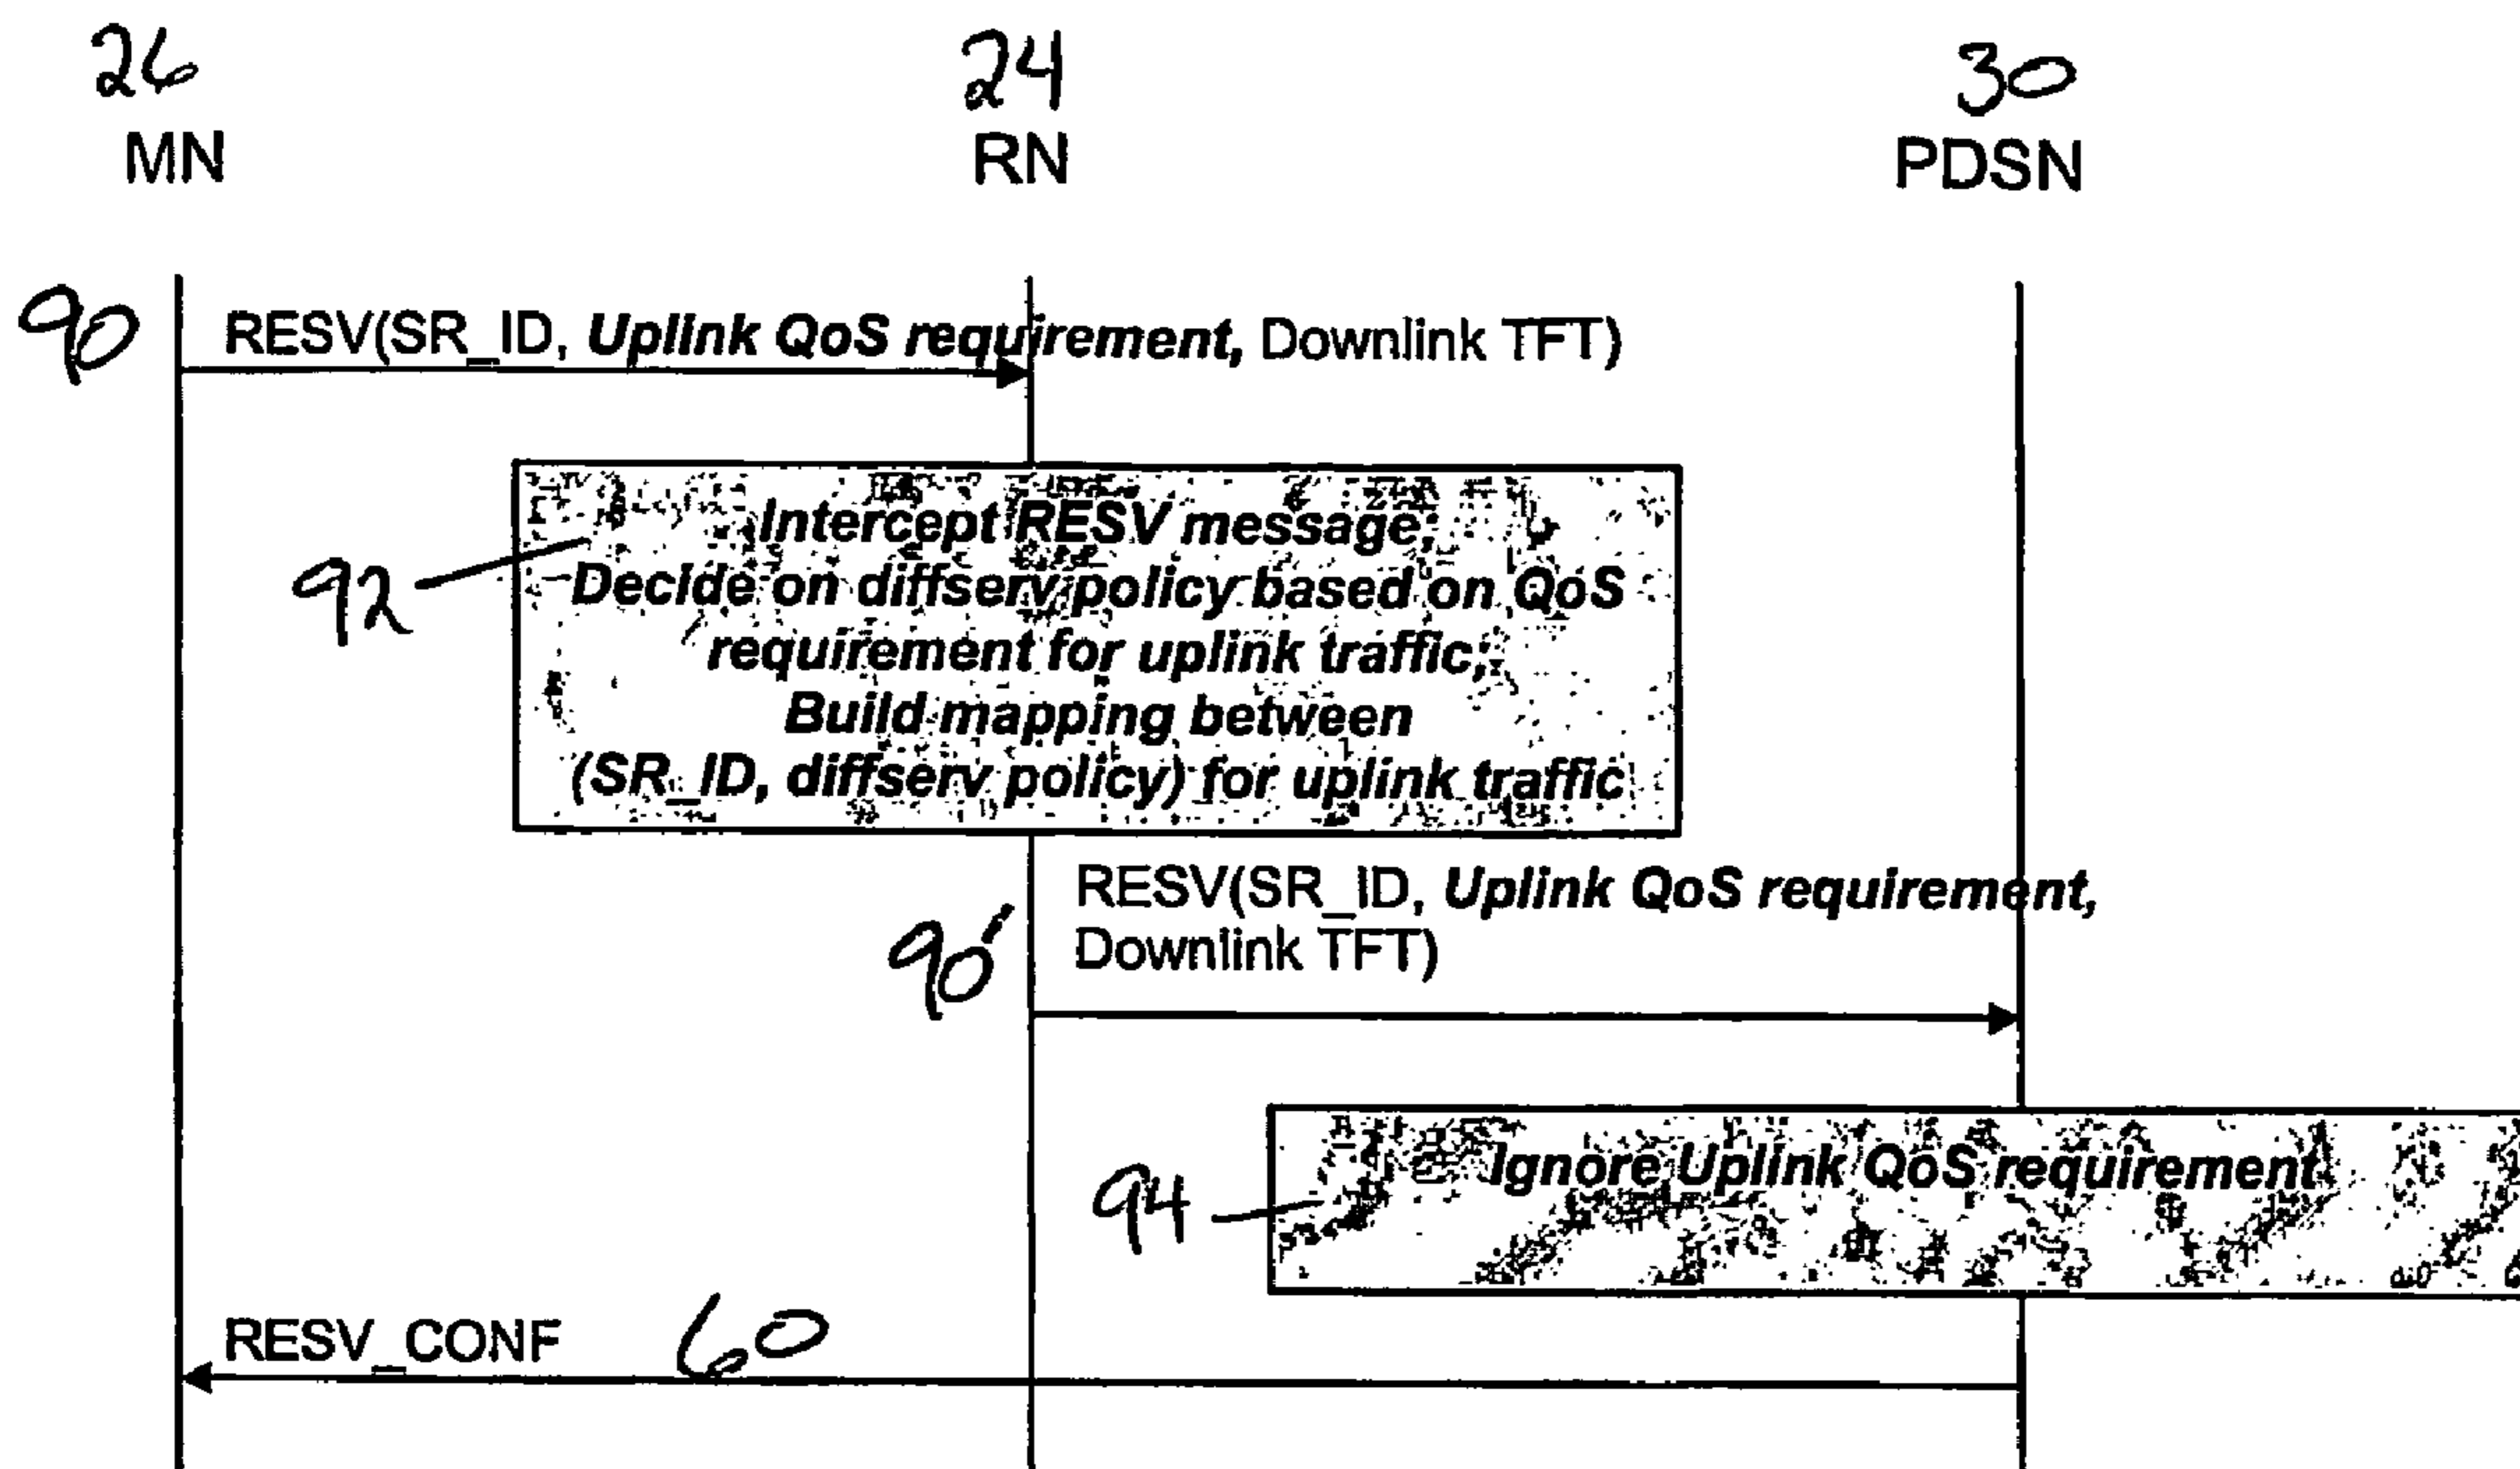 26 24 30
MN RN PDSN
90 RESV(SR_ID, Uplink QoS requirement, Downlink TFT)
Intercept RESV message;
Decide on diffserv policy based on QoS
92
requirement for uplink traffic;
Build mapping between
(SR_ID, diffserv policy) for uplink traffic
RESV(SR_ID, Uplink QoS requirement,
90' Downlink TFT)
Ignore Uplink QoS requirement
94
RESV_CONF 60